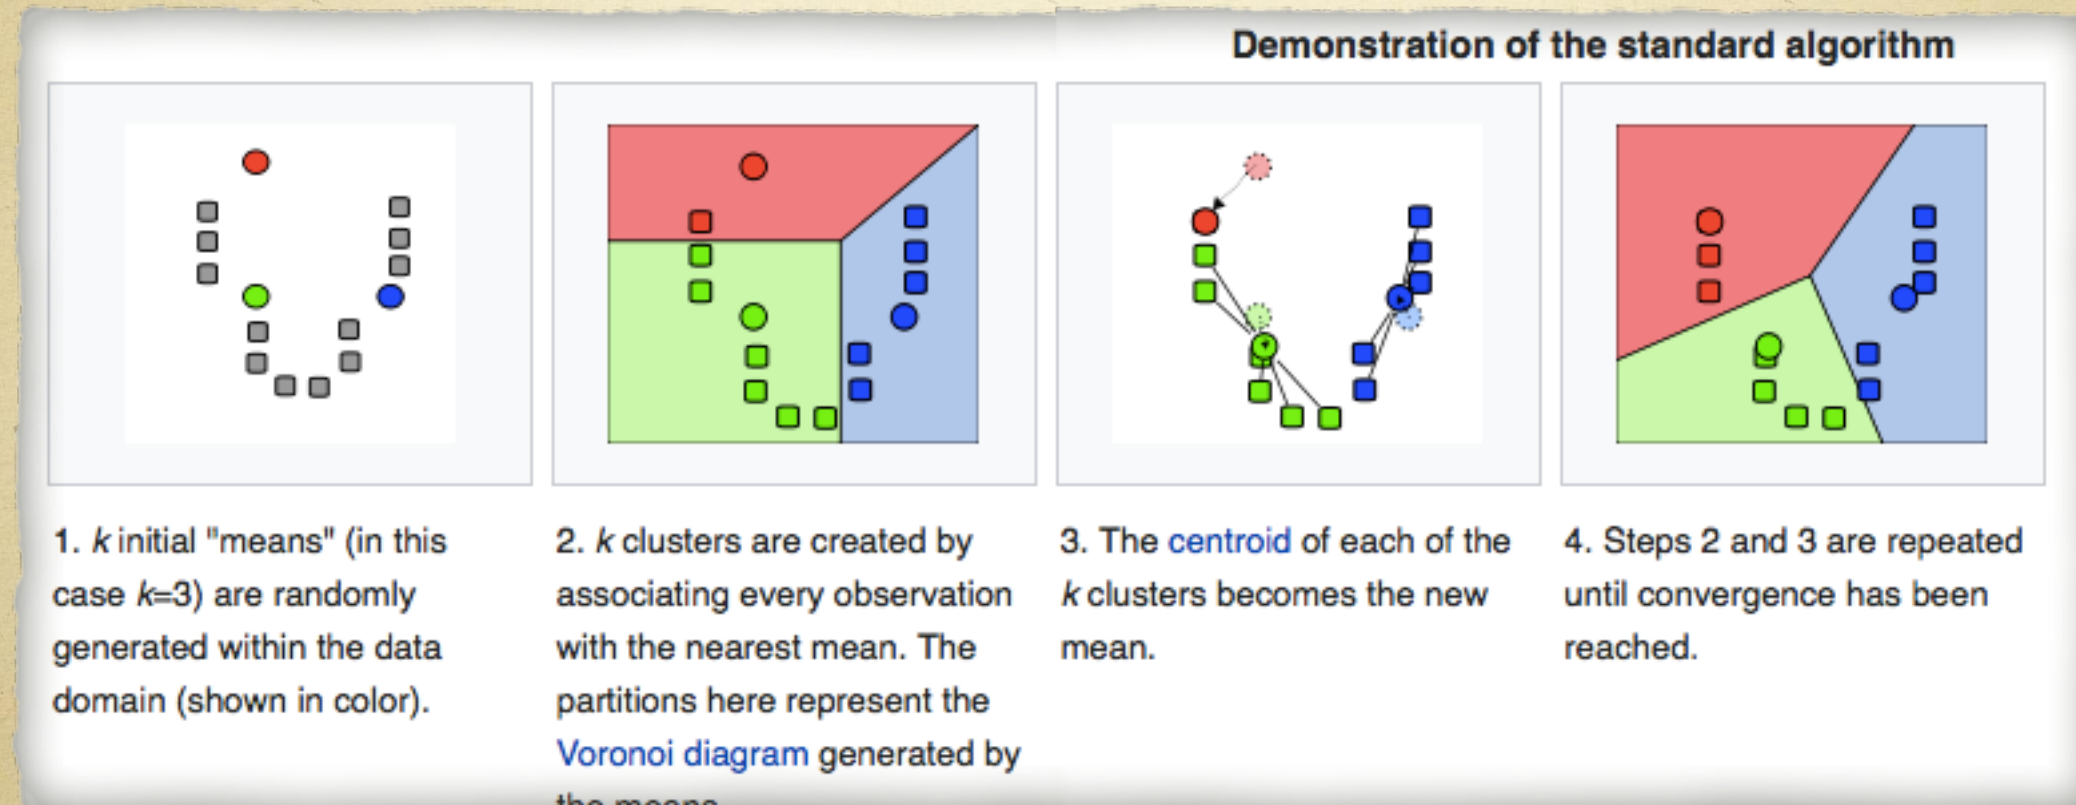 Demonstration of the standard algorithm
1. k initial "means" (in this
case k=3) are randomly
generated within the data
domain (shown in color).
2. k clusters are created by
associating every observation
with the nearest mean. The
partitions here represent the
Voronoi diagram generated by
the means.
3. The centroid of each of the
k clusters becomes the new
mean.
4. Steps 2 and 3 are repeated
until convergence has been
reached.